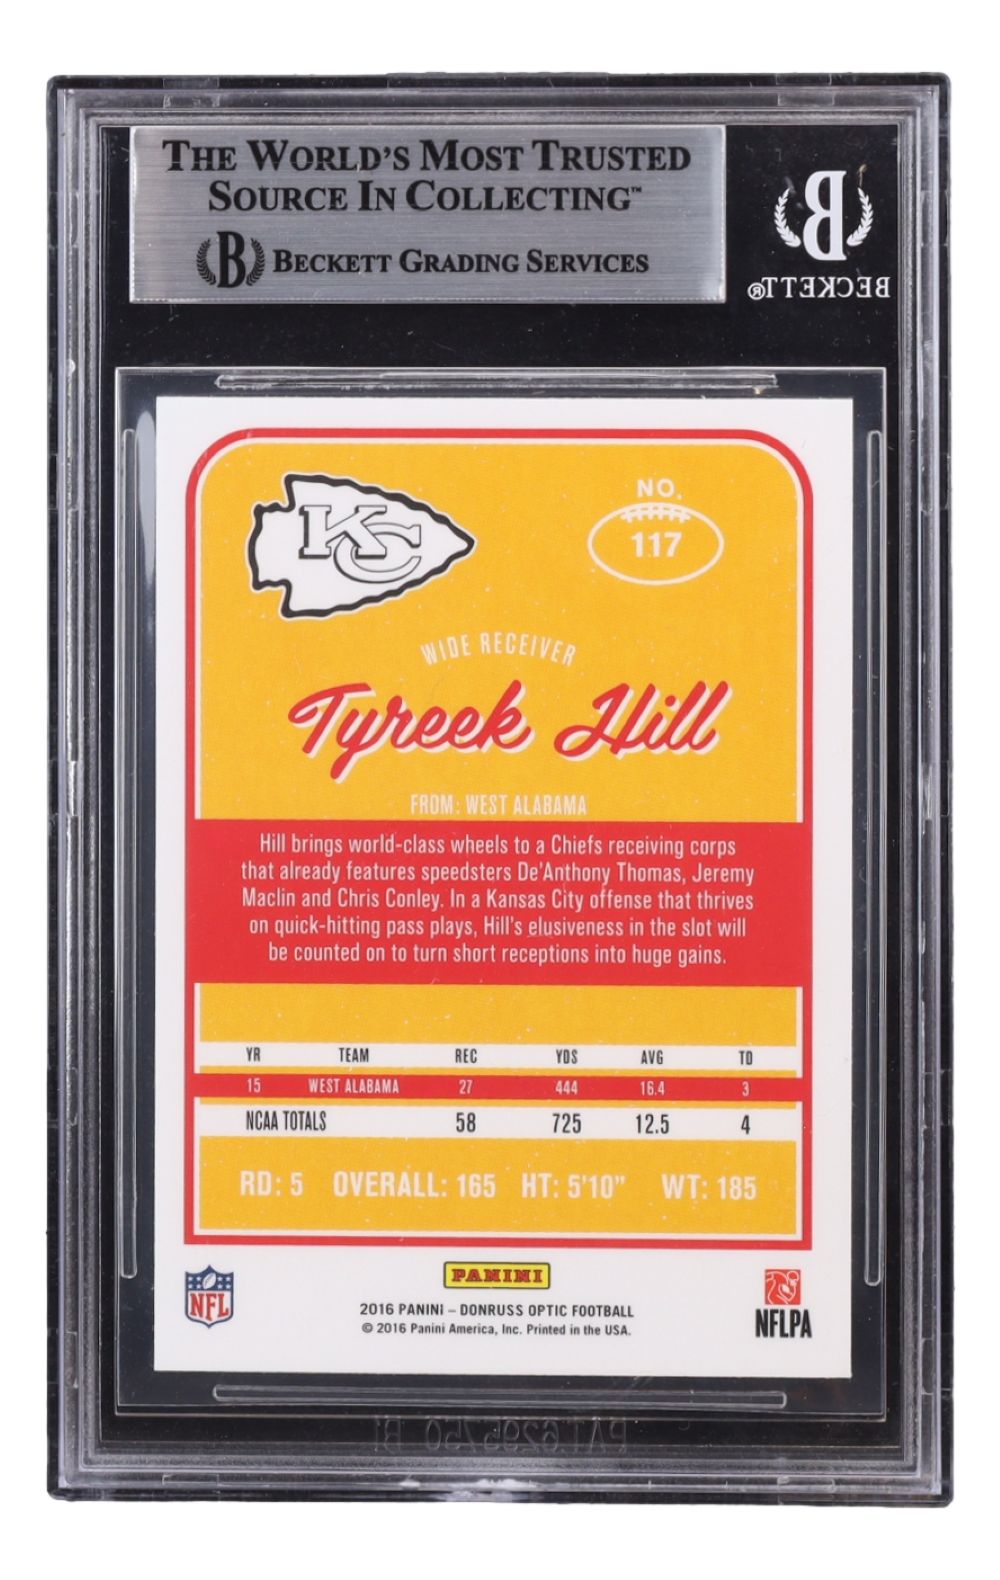 THE WORLD'S MOST TRUSTED
SOURCE IN COLLECTING™
B BECKETT GRADING SERVICES
B
BECKETT®
KC
NO.
117
WIDE RECEIVER
Tyreek Hill
FROM: WEST ALABAMA
Hill brings world-class wheels to a Chiefs receiving corps
that already features speedsters De'Anthony Thomas, Jeremy
Maclin and Chris Conley. In a Kansas City offense that thrives
on quick-hitting pass plays, Hill's elusiveness in the slot will
be counted on to turn short receptions into huge gains.
YR TEAM REC YDS AVG TD
15 WEST ALABAMA 27 444 16.4 3
NCAA TOTALS 58 725 12.5 4
RD: 5 OVERALL: 165 HT: 5'10" WT: 185
NFL
PANINI
2016 PANINI – DONRUSS OPTIC FOOTBALL
© 2016 Panini America, Inc. Printed in the USA.
NFLPA
PAT.6295750 B1